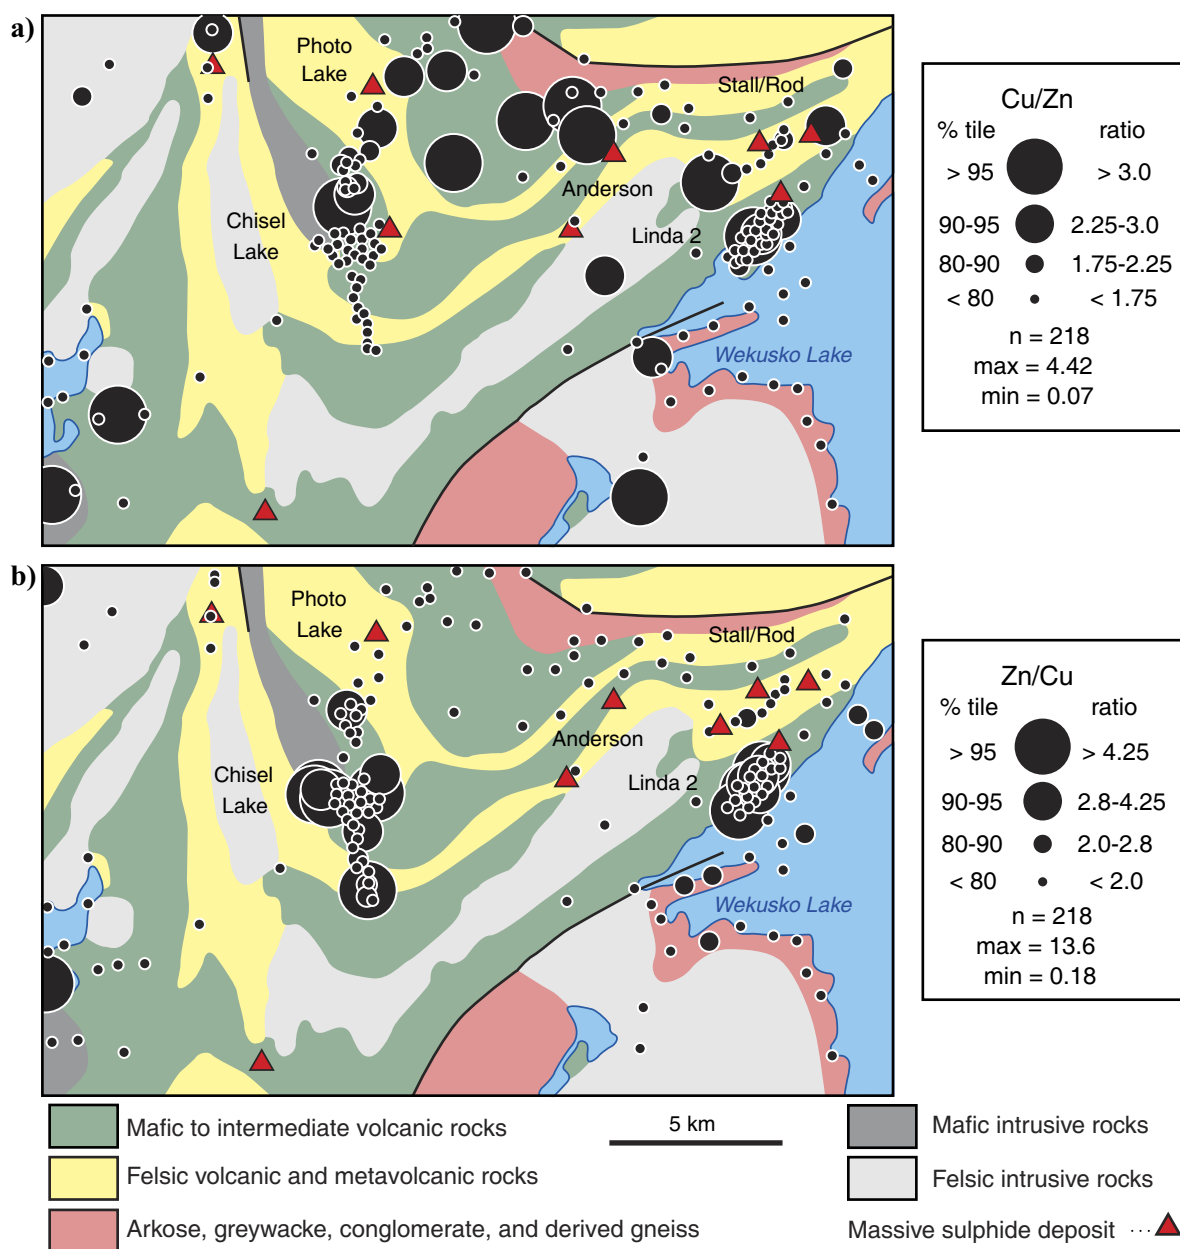 a)
Photo
Lake
Stall/Rod
Anderson
Chisel
Lake
Linda 2
Wekusko Lake
Cu/Zn
% tile ratio
> 95 > 3.0
90-95 2.25-3.0
80-90 1.75-2.25
< 80 < 1.75
n = 218
max = 4.42
min = 0.07
b)
Photo
Lake
Stall/Rod
Anderson
Chisel
Lake
Linda 2
Wekusko Lake
Zn/Cu
% tile ratio
> 95 > 4.25
90-95 2.8-4.25
80-90 2.0-2.8
< 80 < 2.0
n = 218
max = 13.6
min = 0.18
Mafic to intermediate volcanic rocks
5 km
Mafic intrusive rocks
Felsic volcanic and metavolcanic rocks
Felsic intrusive rocks
Arkose, greywacke, conglomerate, and derived gneiss
Massive sulphide deposit ...